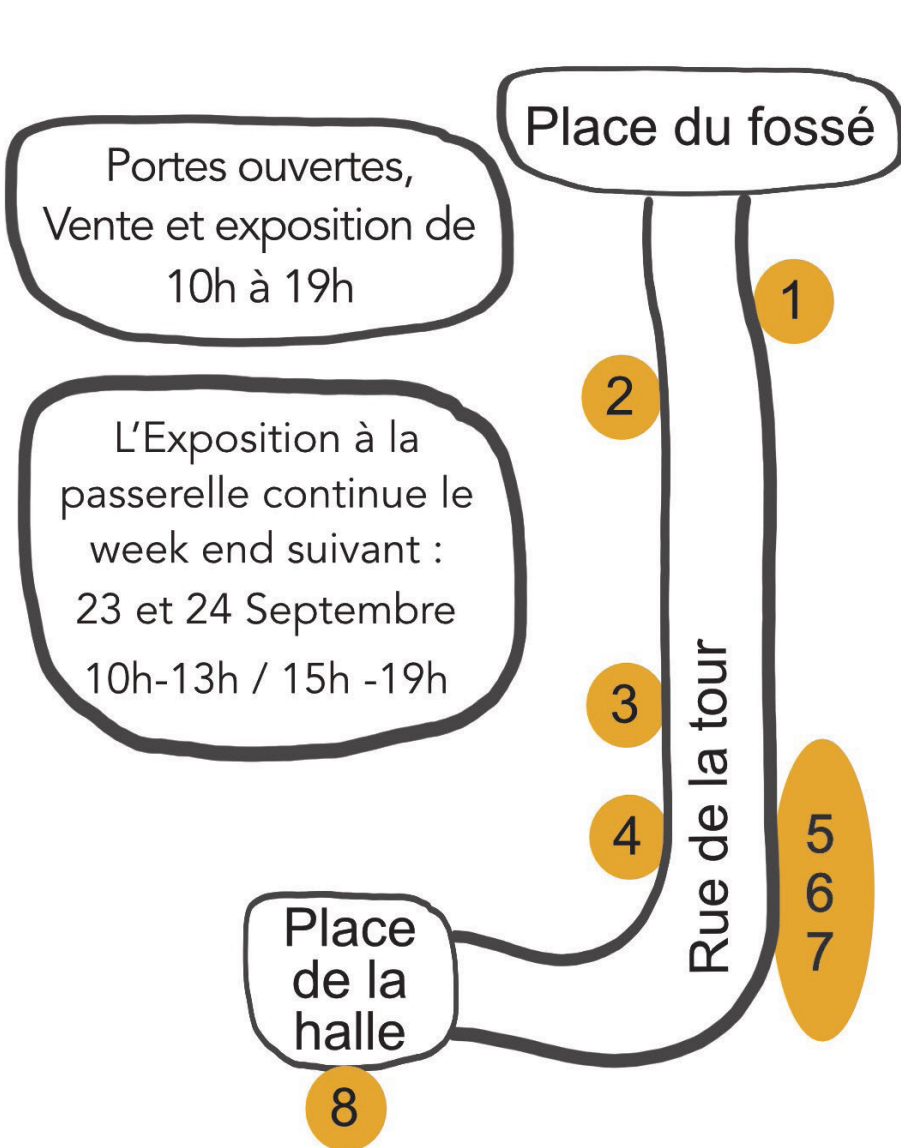 Place du fossé
Portes ouvertes,
Vente et exposition de
10h à 19h
1
2
L'Exposition à la
passerelle continue le
week end suivant :
23 et 24 Septembre
10h-13h / 15h -19h
3
4
Rue de la tour
5
6
7
Place
de la
halle
8